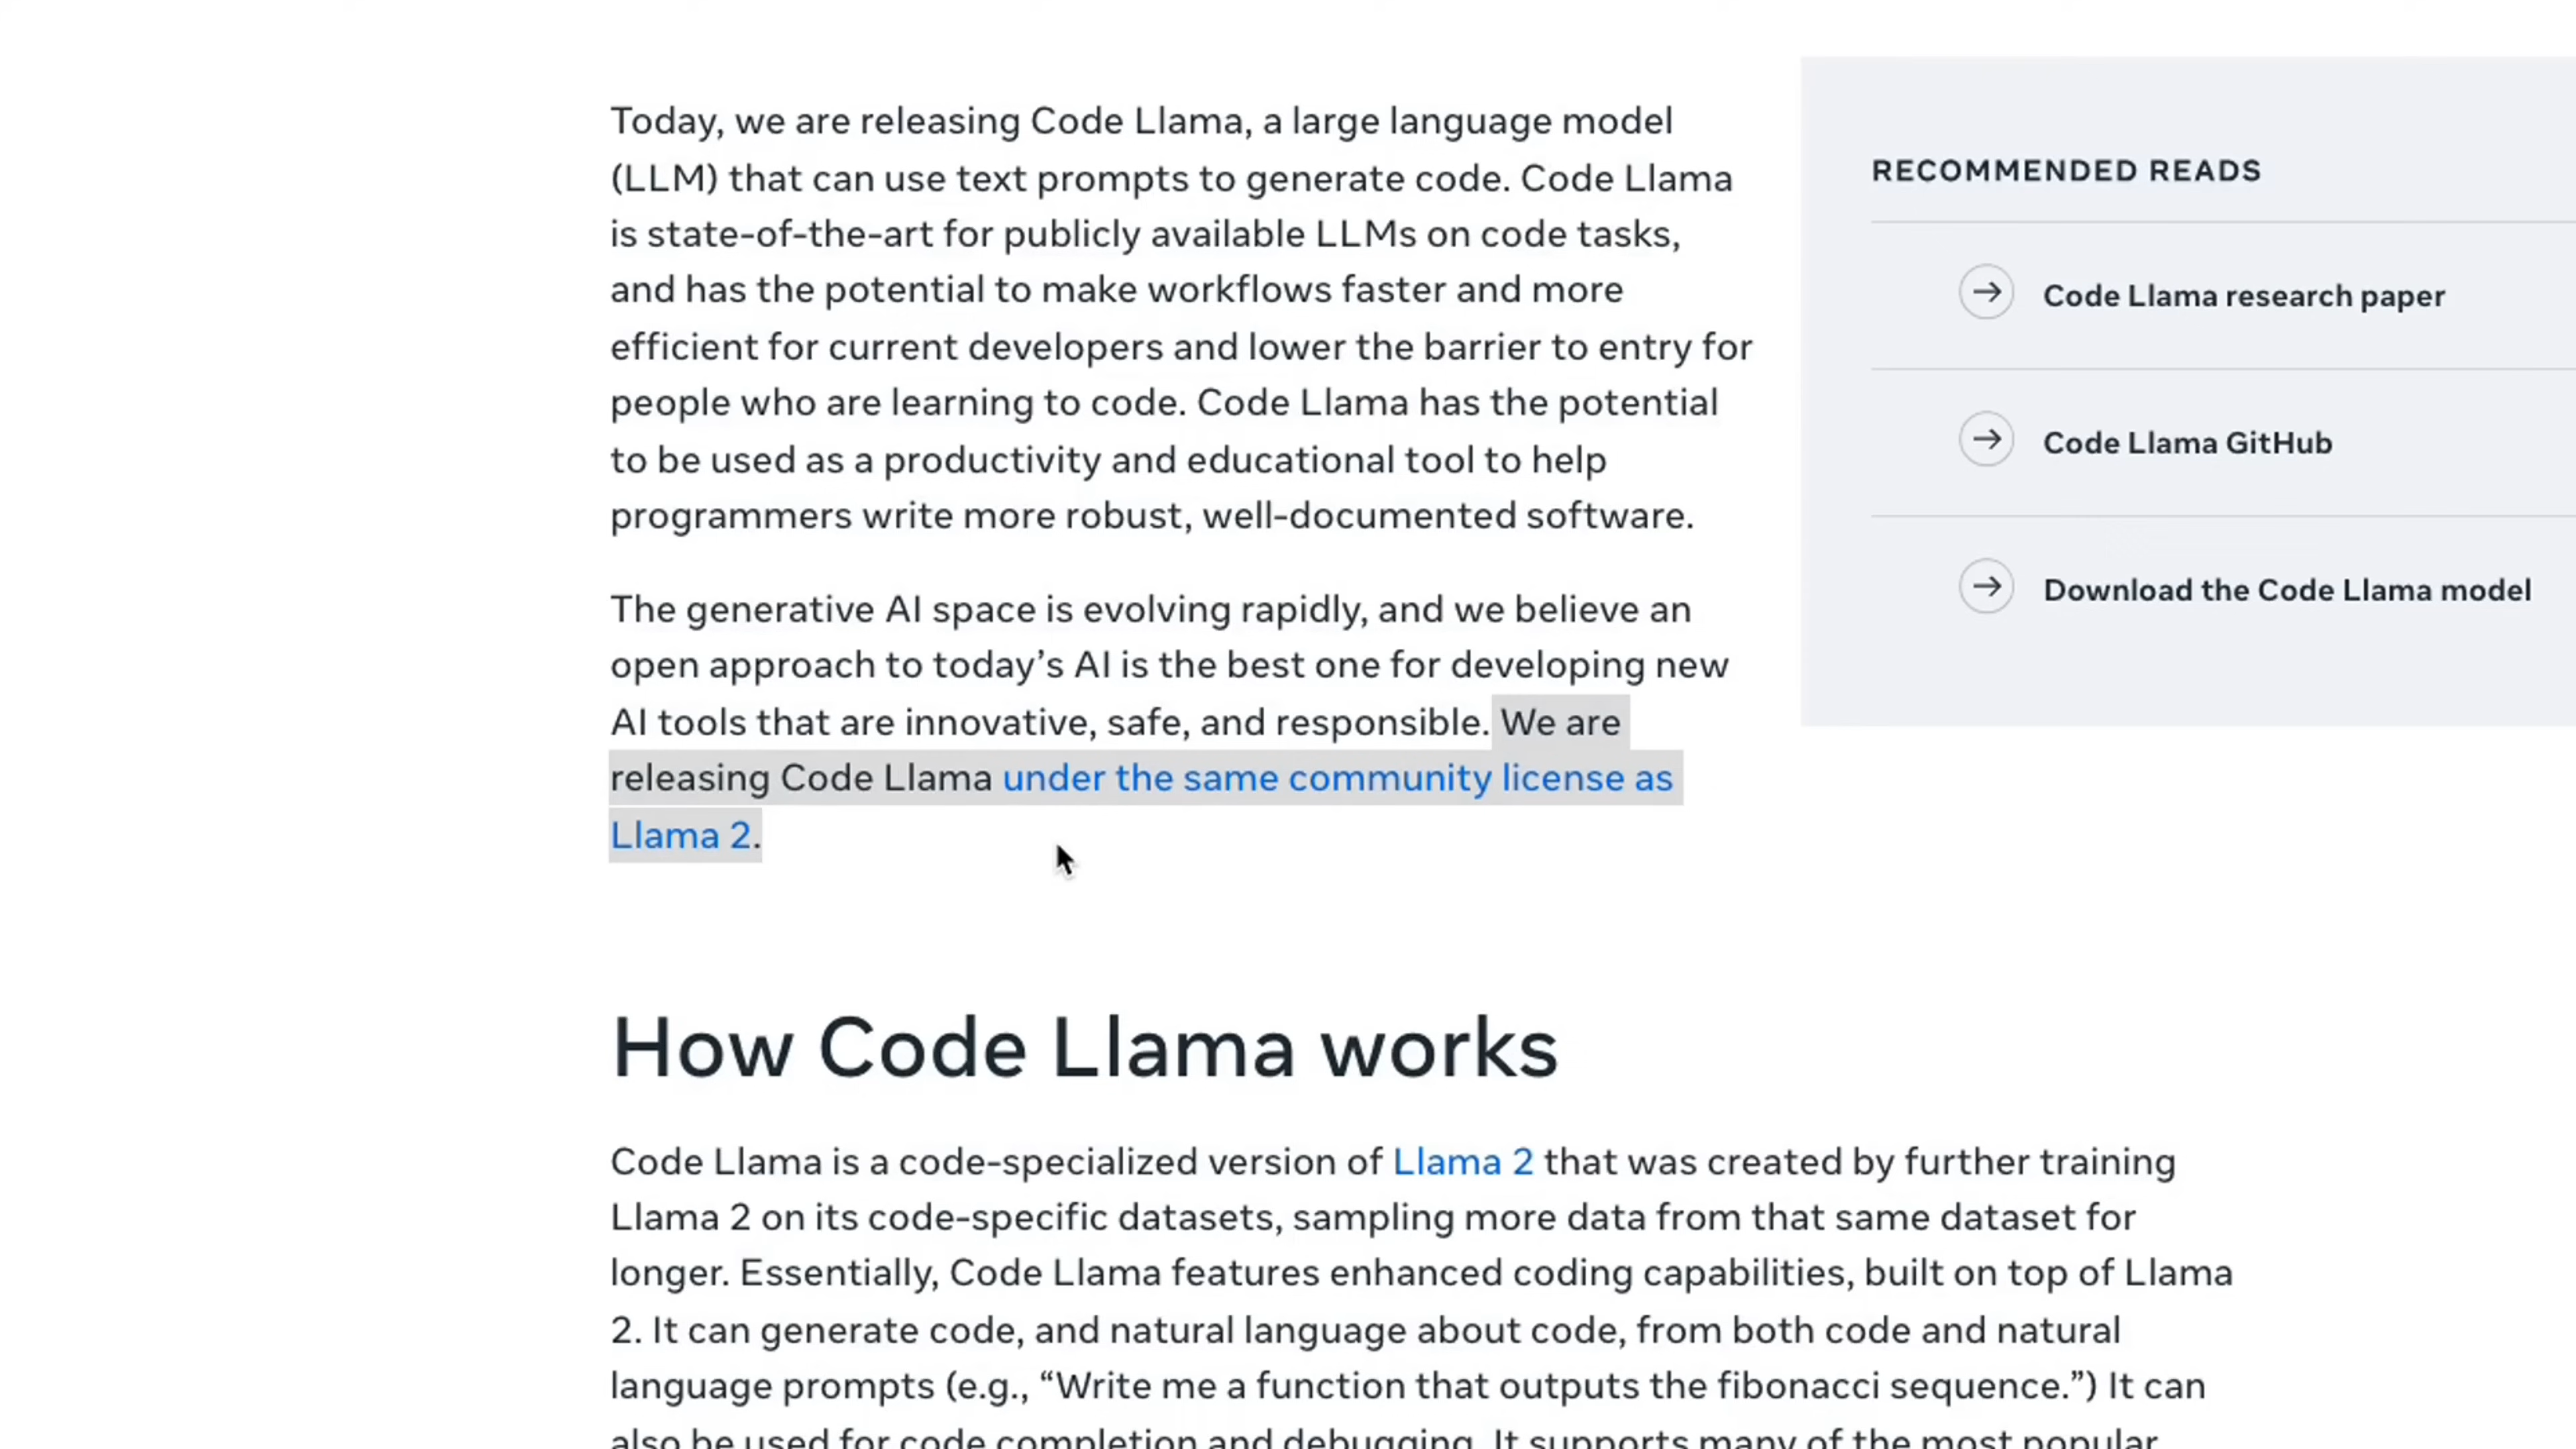 Today, we are releasing Code Llama, a large language model
(LLM) that can use text prompts to generate code. Code Llama
is state-of-the-art for publicly available LLMs on code tasks,
and has the potential to make workflows faster and more
efficient for current developers and lower the barrier to entry for
people who are learning to code. Code Llama has the potential
to be used as a productivity and educational tool to help
programmers write more robust, well-documented software.
The generative AI space is evolving rapidly, and we believe an
open approach to today’s AI is the best one for developing new
AI tools that are innovative, safe, and responsible. We are
releasing Code Llama under the same community license as
Llama 2.
RECOMMENDED READS
Code Llama research paper
Code Llama GitHub
Download the Code Llama model
How Code Llama works
Code Llama is a code-specialized version of Llama 2 that was created by further training
Llama 2 on its code-specific datasets, sampling more data from that same dataset for
longer. Essentially, Code Llama features enhanced coding capabilities, built on top of Llama
2. It can generate code, and natural language about code, from both code and natural
language prompts (e.g., “Write me a function that outputs the fibonacci sequence.”) It can
also be used for code completion and debugging. It supports many of the most popular